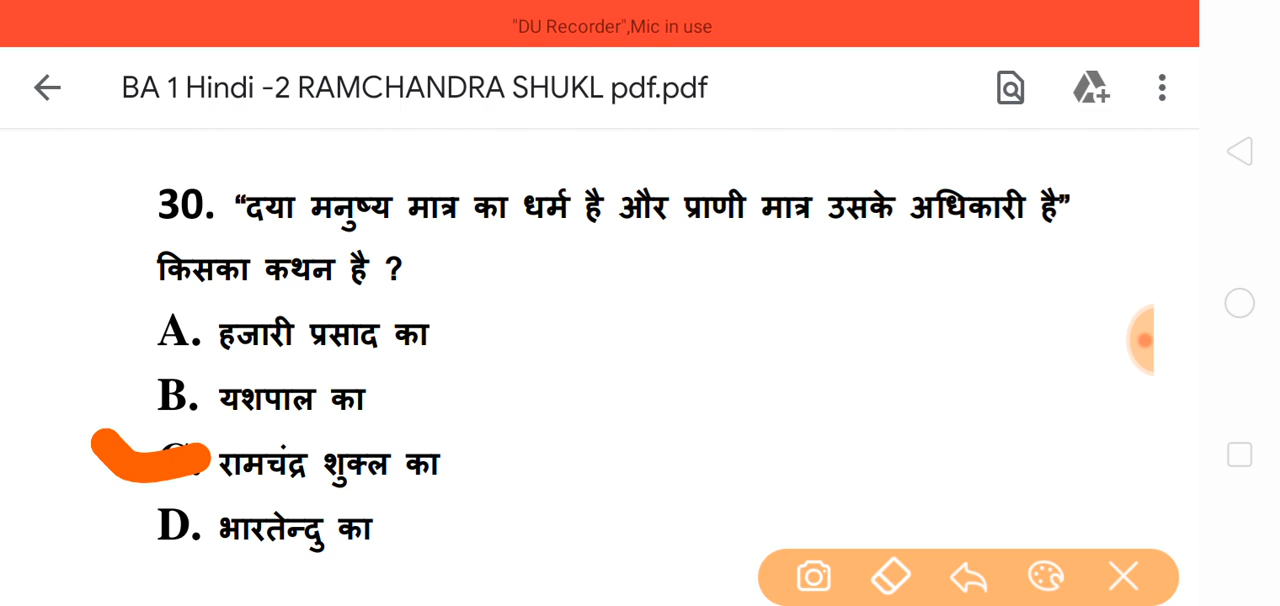 "DU Recorder",Mic in use
BA 1 Hindi -2 RAMCHANDRA SHUKL pdf.pdf
30. “दया मनुष्य मात्र का धर्म है और प्राणी मात्र उसके अधिकारी है”
किसका कथन है ?
A. हजारी प्रसाद का
B. यशपाल का
रामचंद्र शुक्ल का
D. भारतेन्दु का